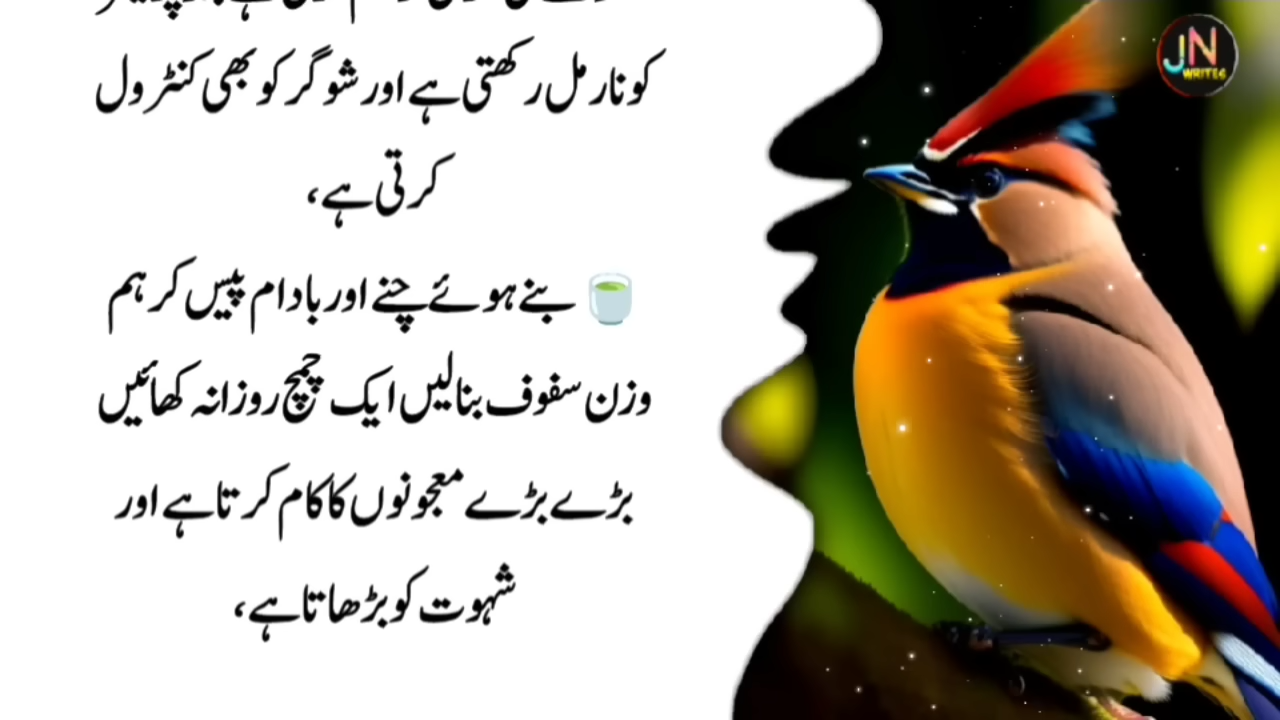 کو نارمل رکھتی ہے اور شوگر کو بھی کنٹرول
کرتی ہے،
بنے ہوئے چنے اور بادام پیس کر ہم
وزن سفوف بنالیں ایک چمچ روزانہ کھائیں
بڑے بڑے معجونوں کا کام کرتا ہے اور
شہوت کو بڑھاتا ہے،
JN
WRITES